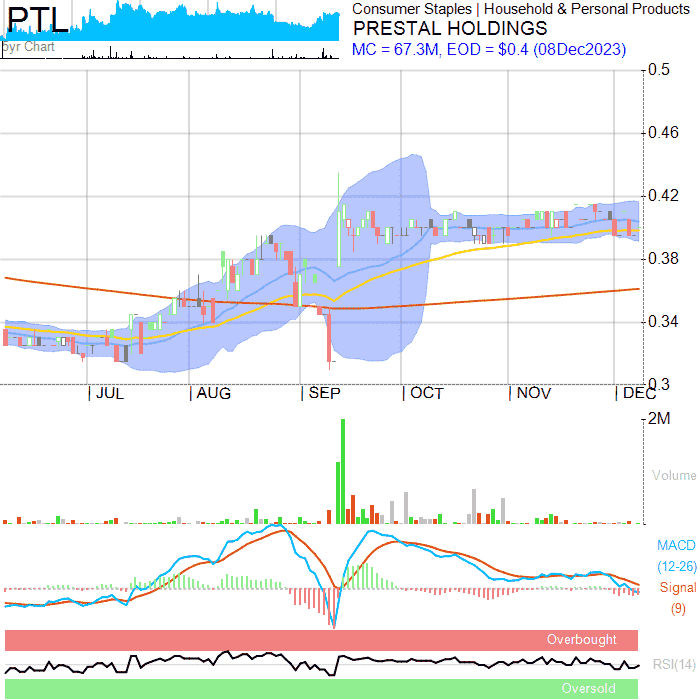 PTL
5yr Chart
Consumer Staples | Household & Personal Products
PRESTAL HOLDINGS
MC = 67.3M, EOD = $0.4 (08Dec2023)
0.5
0.46
0.42
0.38
0.34
0.3
| JUL
| AUG
| SEP
| OCT
| NOV
| DEC
2M
Volume
MACD
(12-26)
Signal
(9)
Overbought
RSI(14)
Oversold